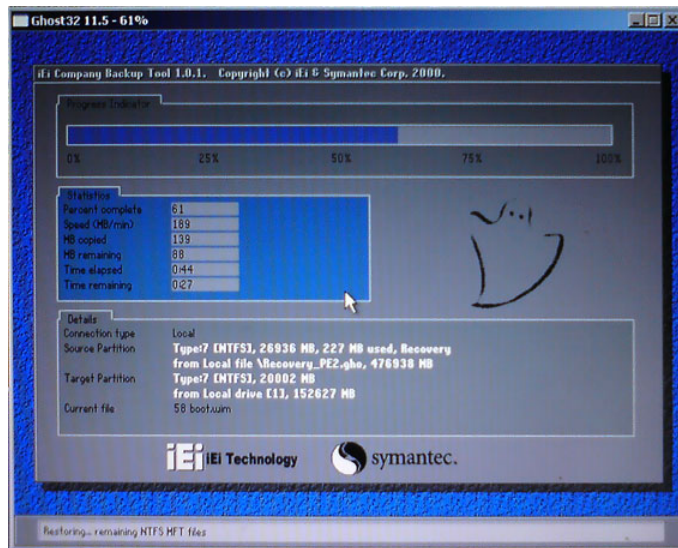 Ghost32 11.5 - 61%
iEi Company Backup Tool 1.0.1. Copyright (c) iEi & Symantec Corp. 2000.
Progress Indicator
0% 25% 50% 75% 100%
Statistics
Percent complete 61
Speed (MB/min) 189
MB copied 139
MB remaining 88
Time elapsed 0:44
Time remaining 0:27
Details
Connection type Local
Source Partition Type:7 [NTFS], 26936 MB, 227 MB used, Recovery
from Local file \Recovery_PE2.gho, 476938 MB
Target Partition Type:7 [NTFS], 20002 MB
from Local drive [1], 152627 MB
Current file 58 boot.wim
iEi iEi Technology symantec.
Restoring... remaining NTFS MFT files